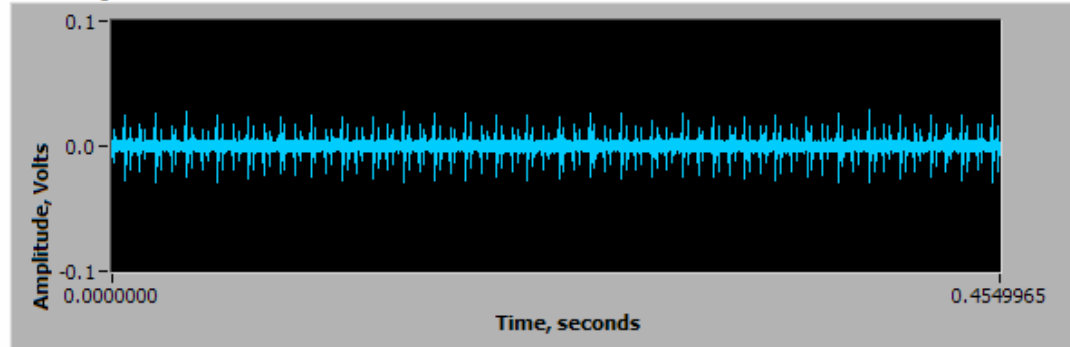 0.1
0.0
-0.1
Amplitude, Volts
0.0000000 0.4549965
Time, seconds